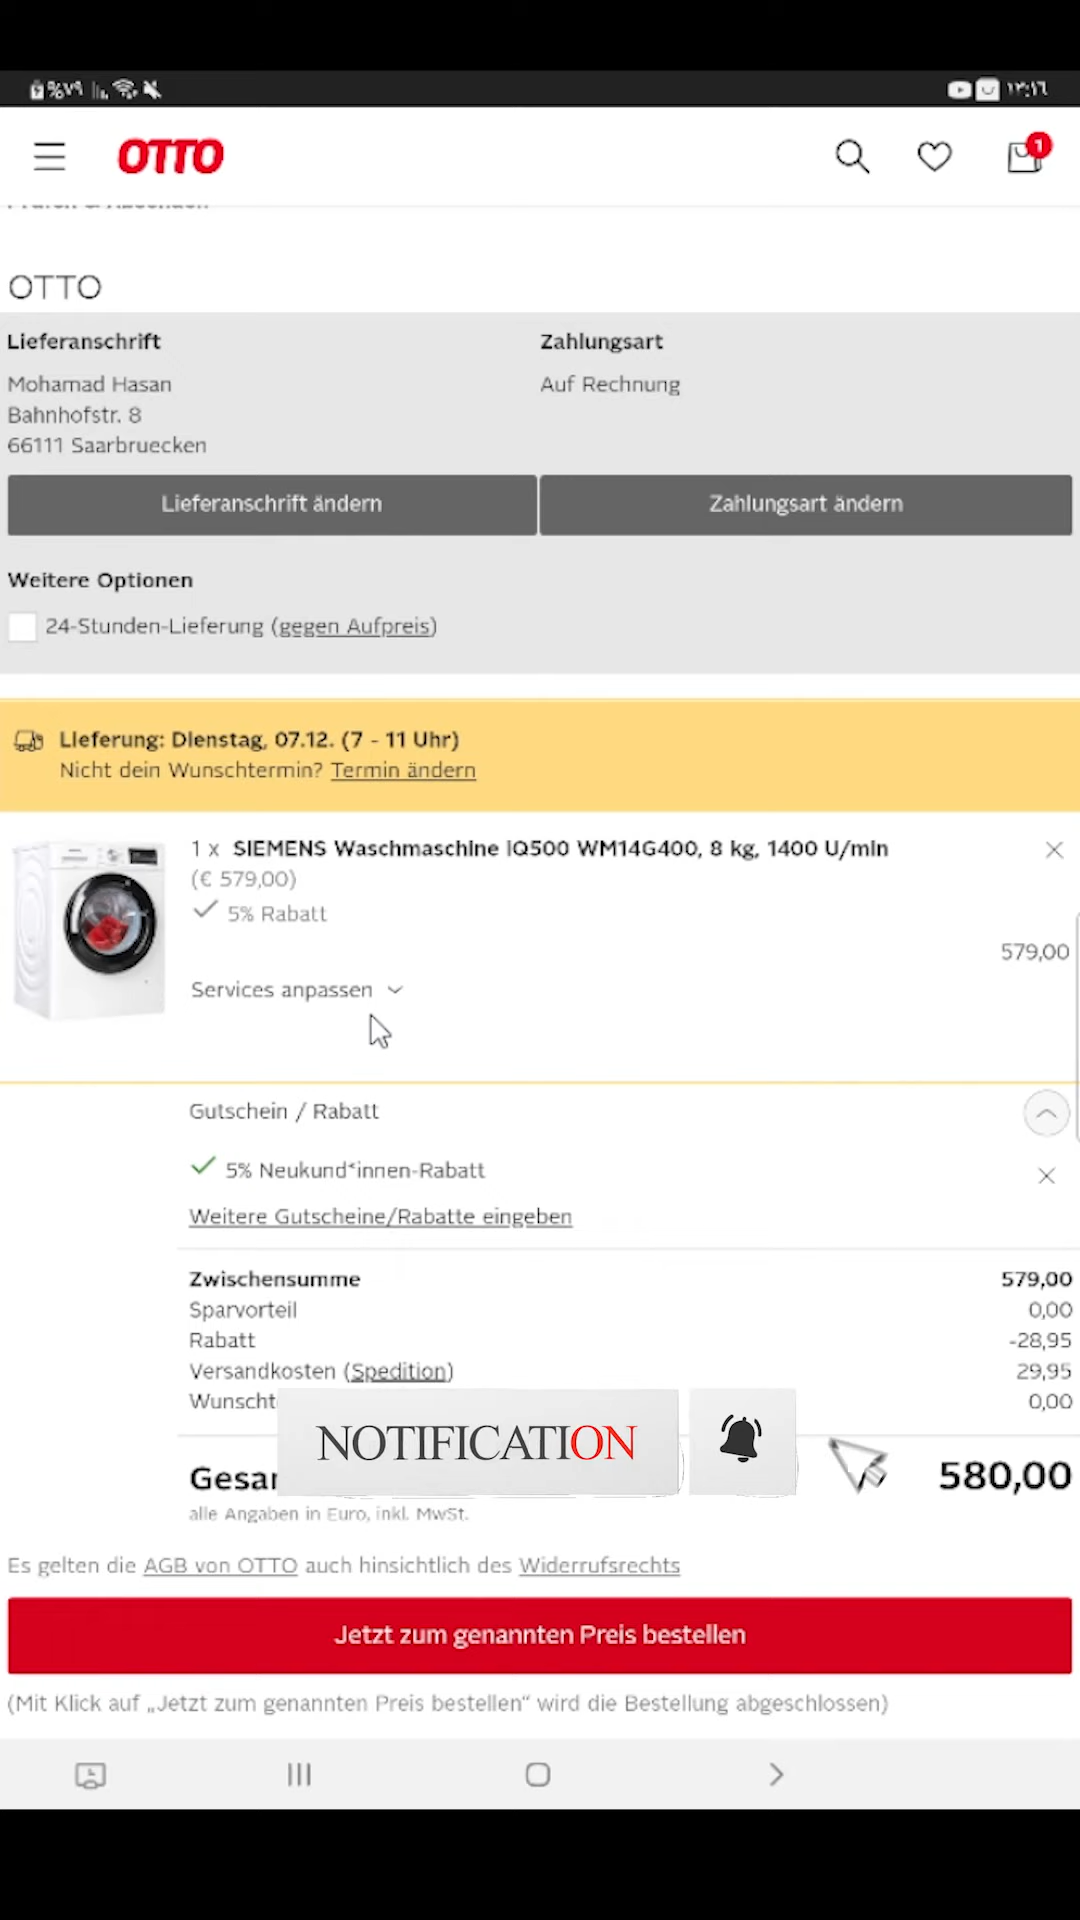 %٧٩
١٢:١٦
OTTO
1
OTTO
Lieferanschrift
Zahlungsart
Mohamad Hasan
Auf Rechnung
Bahnhofstr. 8
66111 Saarbruecken
Lieferanschrift ändern
Zahlungsart ändern
Weitere Optionen
24-Stunden-Lieferung (gegen Aufpreis)
Lieferung: Dienstag, 07.12. (7 - 11 Uhr)
Nicht dein Wunschtermin? Termin ändern
1 x SIEMENS Waschmaschine iQ500 WM14G400, 8 kg, 1400 U/min
(€ 579,00)
5% Rabatt
579,00
Services anpassen
Gutschein / Rabatt
5% Neukund*innen-Rabatt
Weitere Gutscheine/Rabatte eingeben
Zwischensumme 579,00
Sparvorteil 0,00
Rabatt -28,95
Versandkosten (Spedition) 29,95
Wunscht 0,00
NOTIFICATION
Gesar 580,00
alle Angaben in Euro, inkl. MwSt.
Es gelten die AGB von OTTO auch hinsichtlich des Widerrufsrechts
Jetzt zum genannten Preis bestellen
(Mit Klick auf „Jetzt zum genannten Preis bestellen“ wird die Bestellung abgeschlossen)